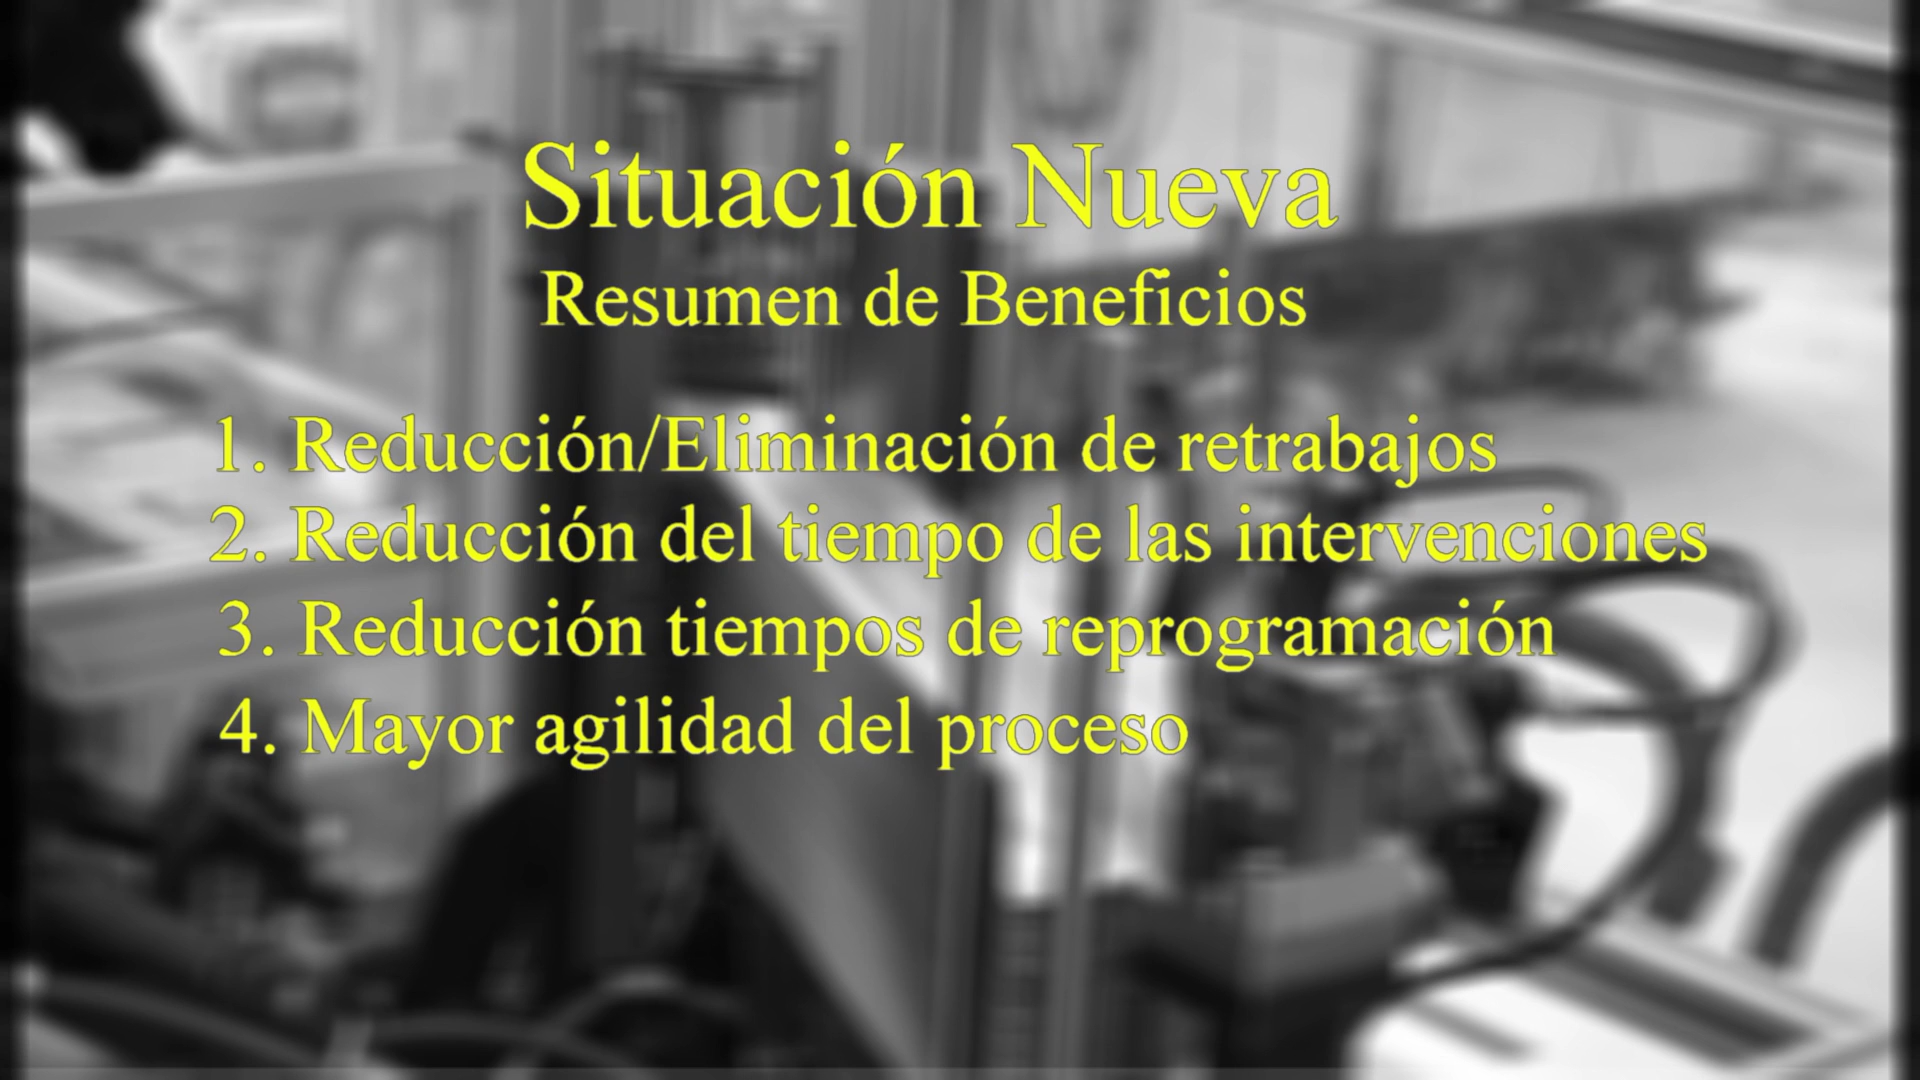 Situación Nueva
Resumen de Beneficios
1. Reducción/Eliminación de retrabajos
2. Reducción del tiempo de las intervenciones
3. Reducción tiempos de reprogramación
4. Mayor agilidad del proceso